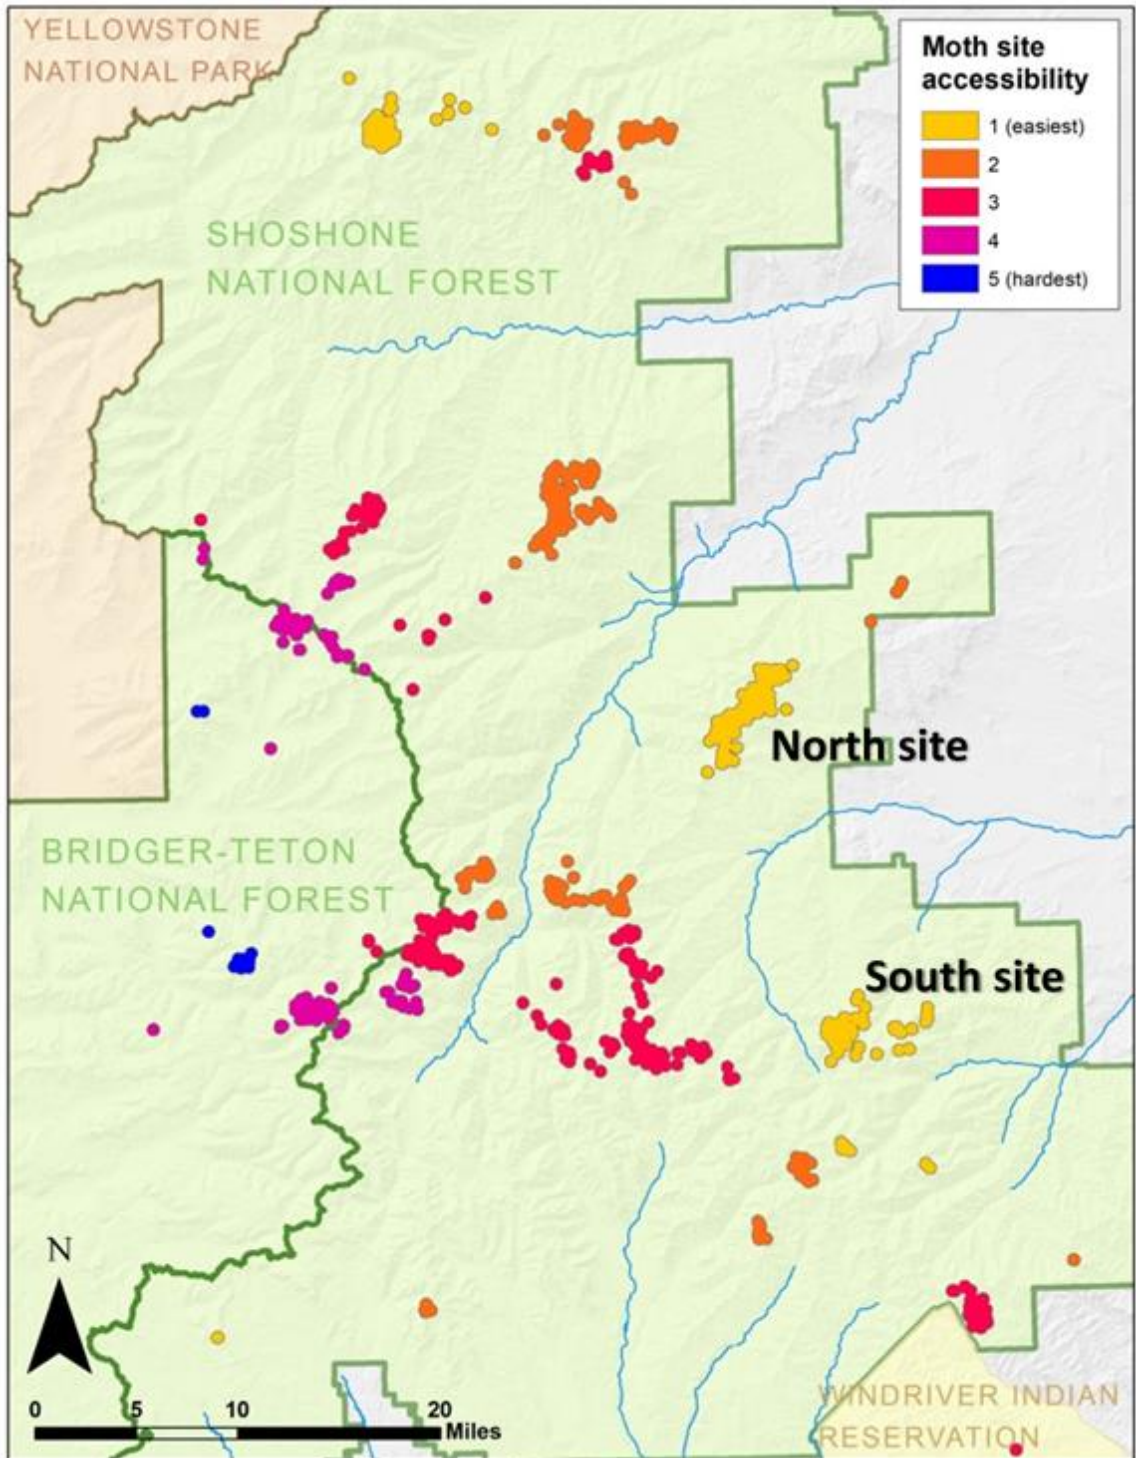 YELLOWSTONE
NATIONAL PARK
Moth site
accessibility
1 (easiest)
2
3
4
5 (hardest)
SHOSHONE
NATIONAL FOREST
North site
BRIDGER-TETON
NATIONAL FOREST
South site
N
0 5 10 20
Miles
WINDRIVER INDIAN
RESERVATION